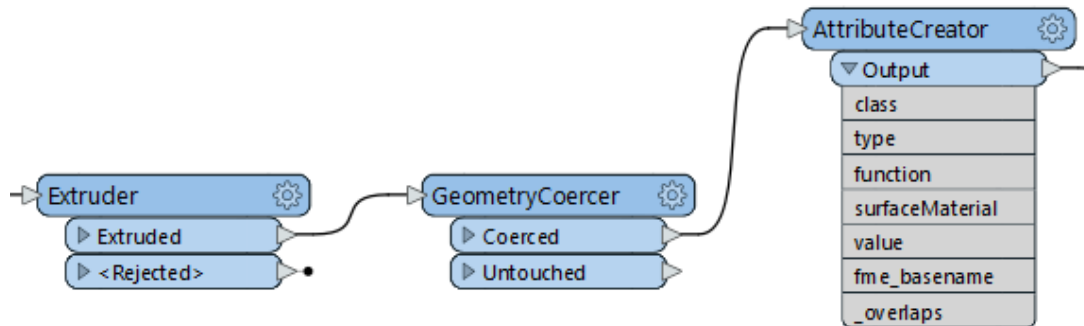 Extruder
Extruded
<Rejected>
GeometryCoercer
Coerced
Untouched
AttributeCreator
Output
class
type
function
surfaceMaterial
value
fme_basename
_overlaps